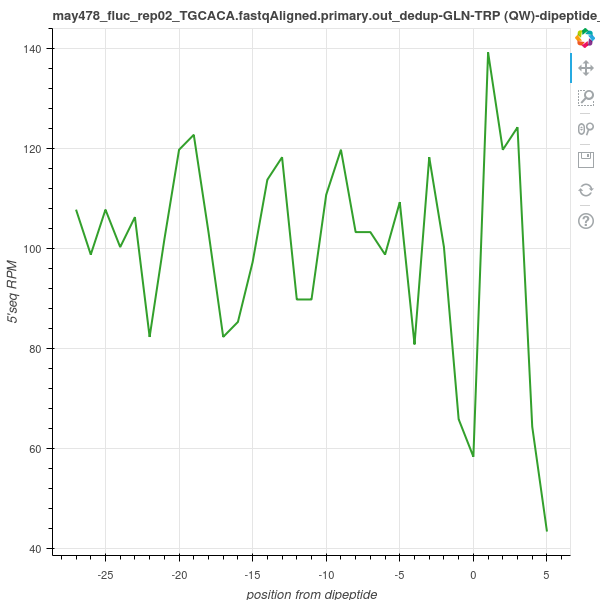 may478_fluc_rep02_TGCACA.fastqAligned.primary.out_dedup-GLN-TRP (QW)-dipeptide_
140
120
100
80
60
40
5'seq RPM
-25 -20 -15 -10 -5 0 5
position from dipeptide